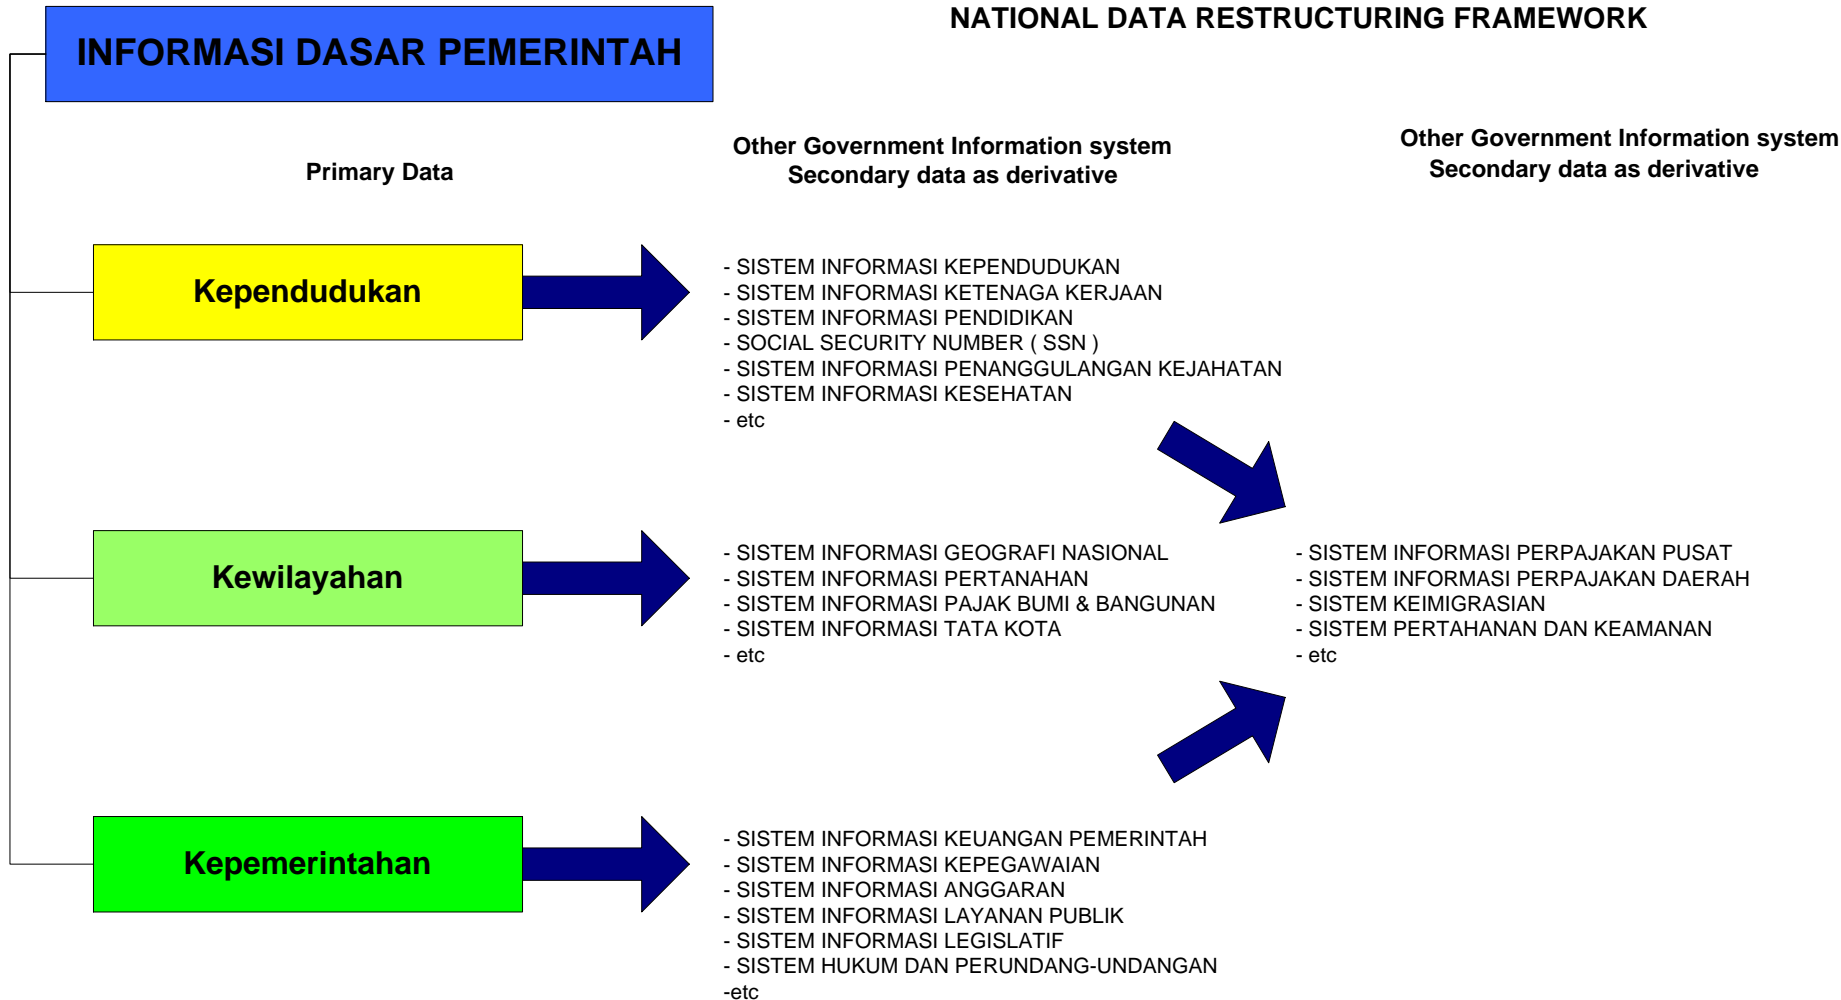 NATIONAL DATA RESTRUCTURING FRAMEWORK
INFORMASI DASAR PEMERINTAH
Primary Data
Other Government Information system
Secondary data as derivative
Other Government Information system
Secondary data as derivative
Kependudukan
- SISTEM INFORMASI KEPENDUDUKAN
- SISTEM INFORMASI KETENAGA KERJAAN
- SISTEM INFORMASI PENDIDIKAN
- SOCIAL SECURITY NUMBER ( SSN )
- SISTEM INFORMASI PENANGGULANGAN KEJAHATAN
- SISTEM INFORMASI KESEHATAN
- etc
Kewilayahan
- SISTEM INFORMASI GEOGRAFI NASIONAL
- SISTEM INFORMASI PERTANAHAN
- SISTEM INFORMASI PAJAK BUMI & BANGUNAN
- SISTEM INFORMASI TATA KOTA
- etc
- SISTEM INFORMASI PERPAJAKAN PUSAT
- SISTEM INFORMASI PERPAJAKAN DAERAH
- SISTEM KEIMIGRASIAN
- SISTEM PERTAHANAN DAN KEAMANAN
- etc
Kepemerintahan
- SISTEM INFORMASI KEUANGAN PEMERINTAH
- SISTEM INFORMASI KEPEGAWAIAN
- SISTEM INFORMASI ANGGARAN
- SISTEM INFORMASI LAYANAN PUBLIK
- SISTEM INFORMASI LEGISLATIF
- SISTEM HUKUM DAN PERUNDANG-UNDANGAN
-etc